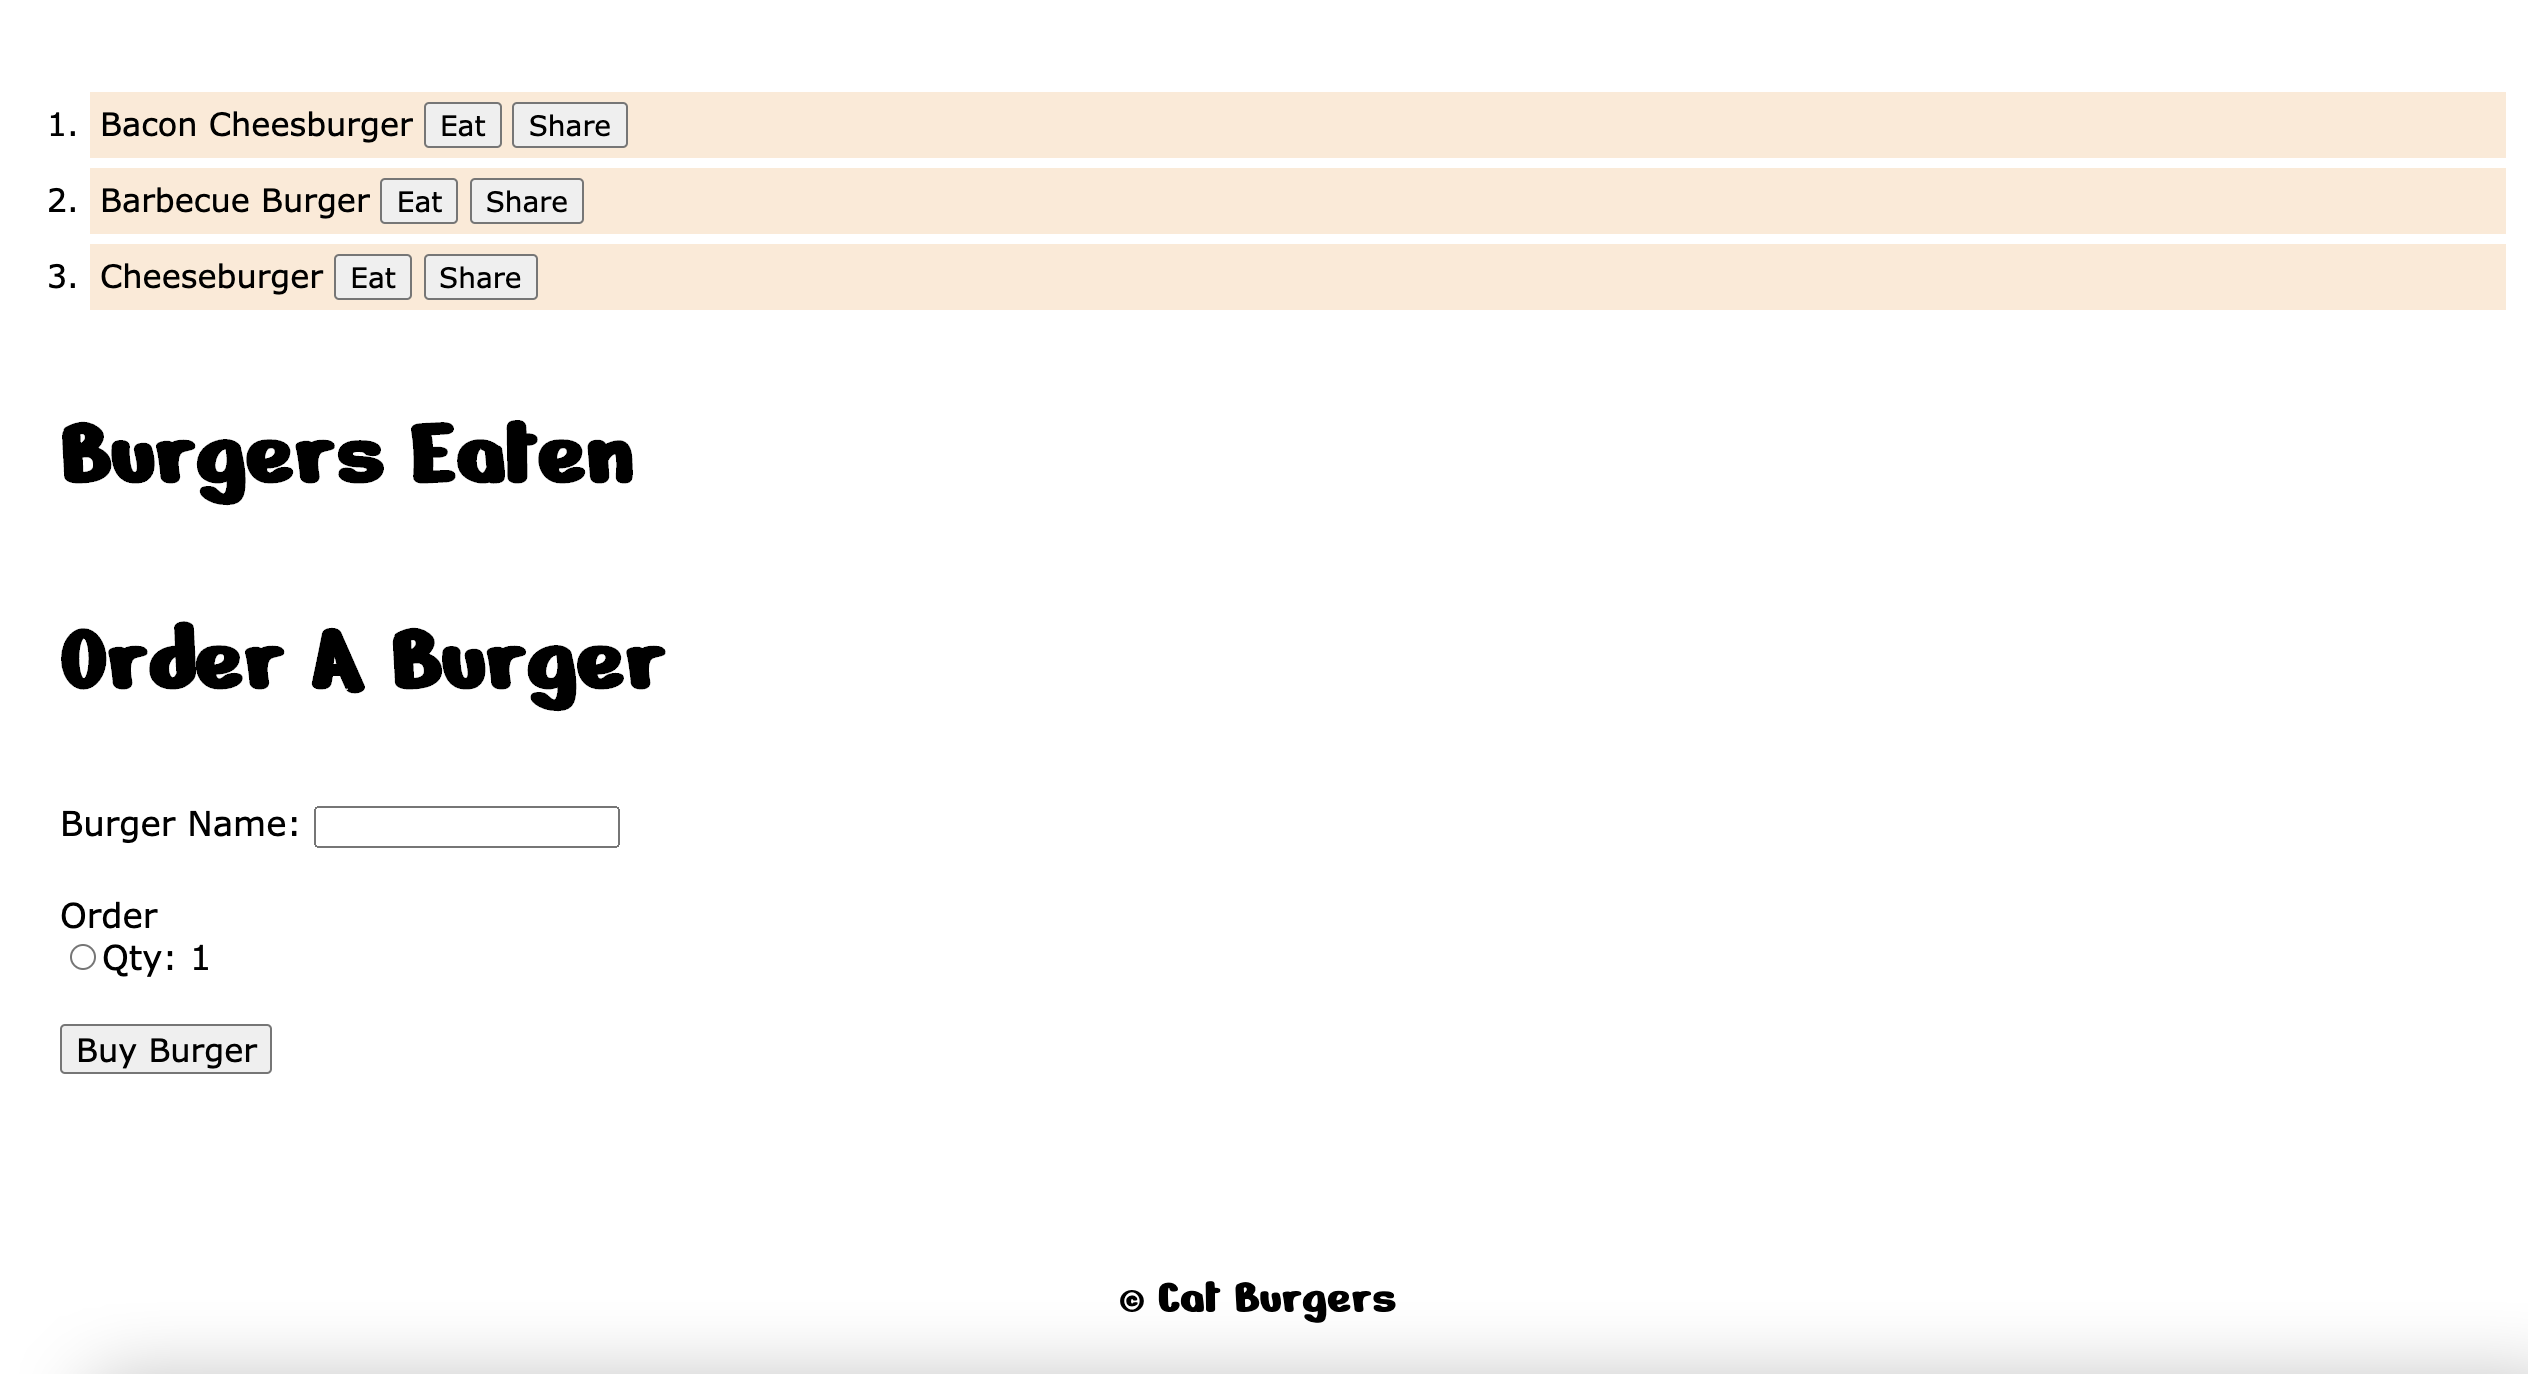 1. Bacon Cheesburger Eat Share
2. Barbecue Burger Eat Share
3. Cheeseburger Eat Share
Burgers Eaten
Order A Burger
Burger Name:
Order
Qty: 1
Buy Burger
© Cat Burgers